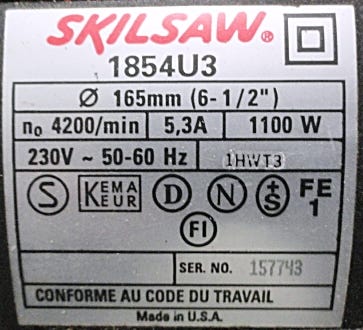 SKILSAW®
1854U3
Ø 165mm (6-1/2")
n₀ 4200/min 5,3A 1100 W
230V ~ 50-60 Hz 1HWT3
S KEMA KEUR D N +S FE 1
FI
SER. NO. 157743
CONFORME AU CODE DU TRAVAIL
Made in U.S.A.